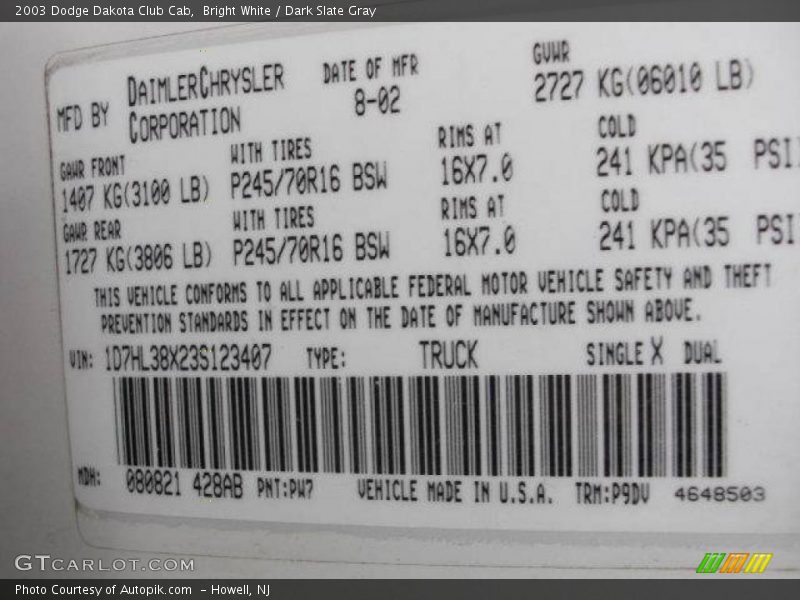 2003 Dodge Dakota Club Cab,  Bright White / Dark Slate Gray
MFD BY DAIMLERCHRYSLER CORPORATION DATE OF MFR 8-02 GVWR 2727 KG(06010 LB)
GAWR FRONT WITH TIRES RIMS AT COLD
1407 KG(3100 LB) P245/70R16 BSW 16X7.0 241 KPA(35 PSI)
GAWR REAR WITH TIRES RIMS AT COLD
1727 KG(3806 LB) P245/70R16 BSW 16X7.0 241 KPA(35 PSI
THIS VEHICLE CONFORMS TO ALL APPLICABLE FEDERAL MOTOR VEHICLE SAFETY AND THEFT
PREVENTION STANDARDS IN EFFECT ON THE DATE OF MANUFACTURE SHOWN ABOVE.
VIN: 1D7HL38X23S123407 TYPE: TRUCK SINGLE X DUAL
MDH: 080821 428AB PNT:PW7 VEHICLE MADE IN U.S.A. TRM:P9DV 4648503
GTCARLOT.COM
Photo Courtesy of Autopik.com  - Howell, NJ